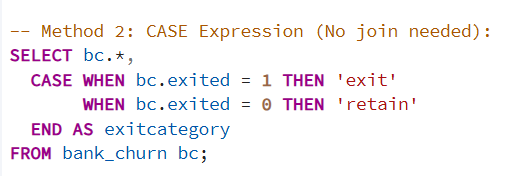 -- Method 2: CASE Expression (No join needed):
SELECT bc.*,
  CASE WHEN bc.exited = 1 THEN 'exit'
       WHEN bc.exited = 0 THEN 'retain'
  END AS exitcategory
FROM bank_churn bc;